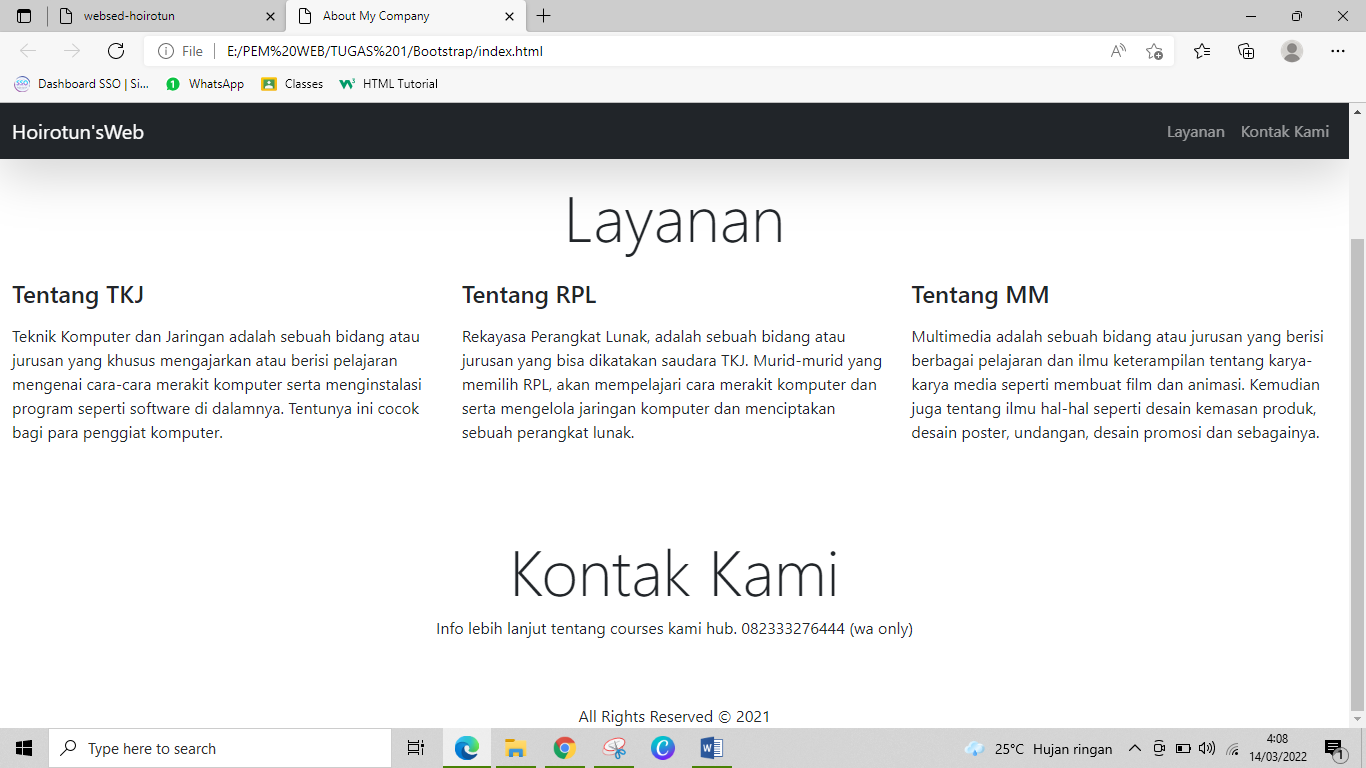 websed-hoirotun
About My Company
File
E:/PEM%20WEB/TUGAS%201/Bootstrap/index.html
Dashboard SSO | Si...
WhatsApp
Classes
HTML Tutorial
Hoirotun'sWeb
Layanan
Kontak Kami
Layanan
Tentang TKJ
Teknik Komputer dan Jaringan adalah sebuah bidang atau
jurusan yang khusus mengajarkan atau berisi pelajaran
mengenai cara-cara merakit komputer serta menginstalasi
program seperti software di dalamnya. Tentunya ini cocok
bagi para penggiat komputer.
Tentang RPL
Rekayasa Perangkat Lunak, adalah sebuah bidang atau
jurusan yang bisa dikatakan saudara TKJ. Murid-murid yang
memilih RPL, akan mempelajari cara merakit komputer dan
serta mengelola jaringan komputer dan menciptakan
sebuah perangkat lunak.
Tentang MM
Multimedia adalah sebuah bidang atau jurusan yang berisi
berbagai pelajaran dan ilmu keterampilan tentang karya-
karya media seperti membuat film dan animasi. Kemudian
juga tentang ilmu hal-hal seperti desain kemasan produk,
desain poster, undangan, desain promosi dan sebagainya.
Kontak Kami
Info lebih lanjut tentang courses kami hub. 082333276444 (wa only)
All Rights Reserved © 2021
Type here to search
25°C Hujan ringan
4:08
14/03/2022
1